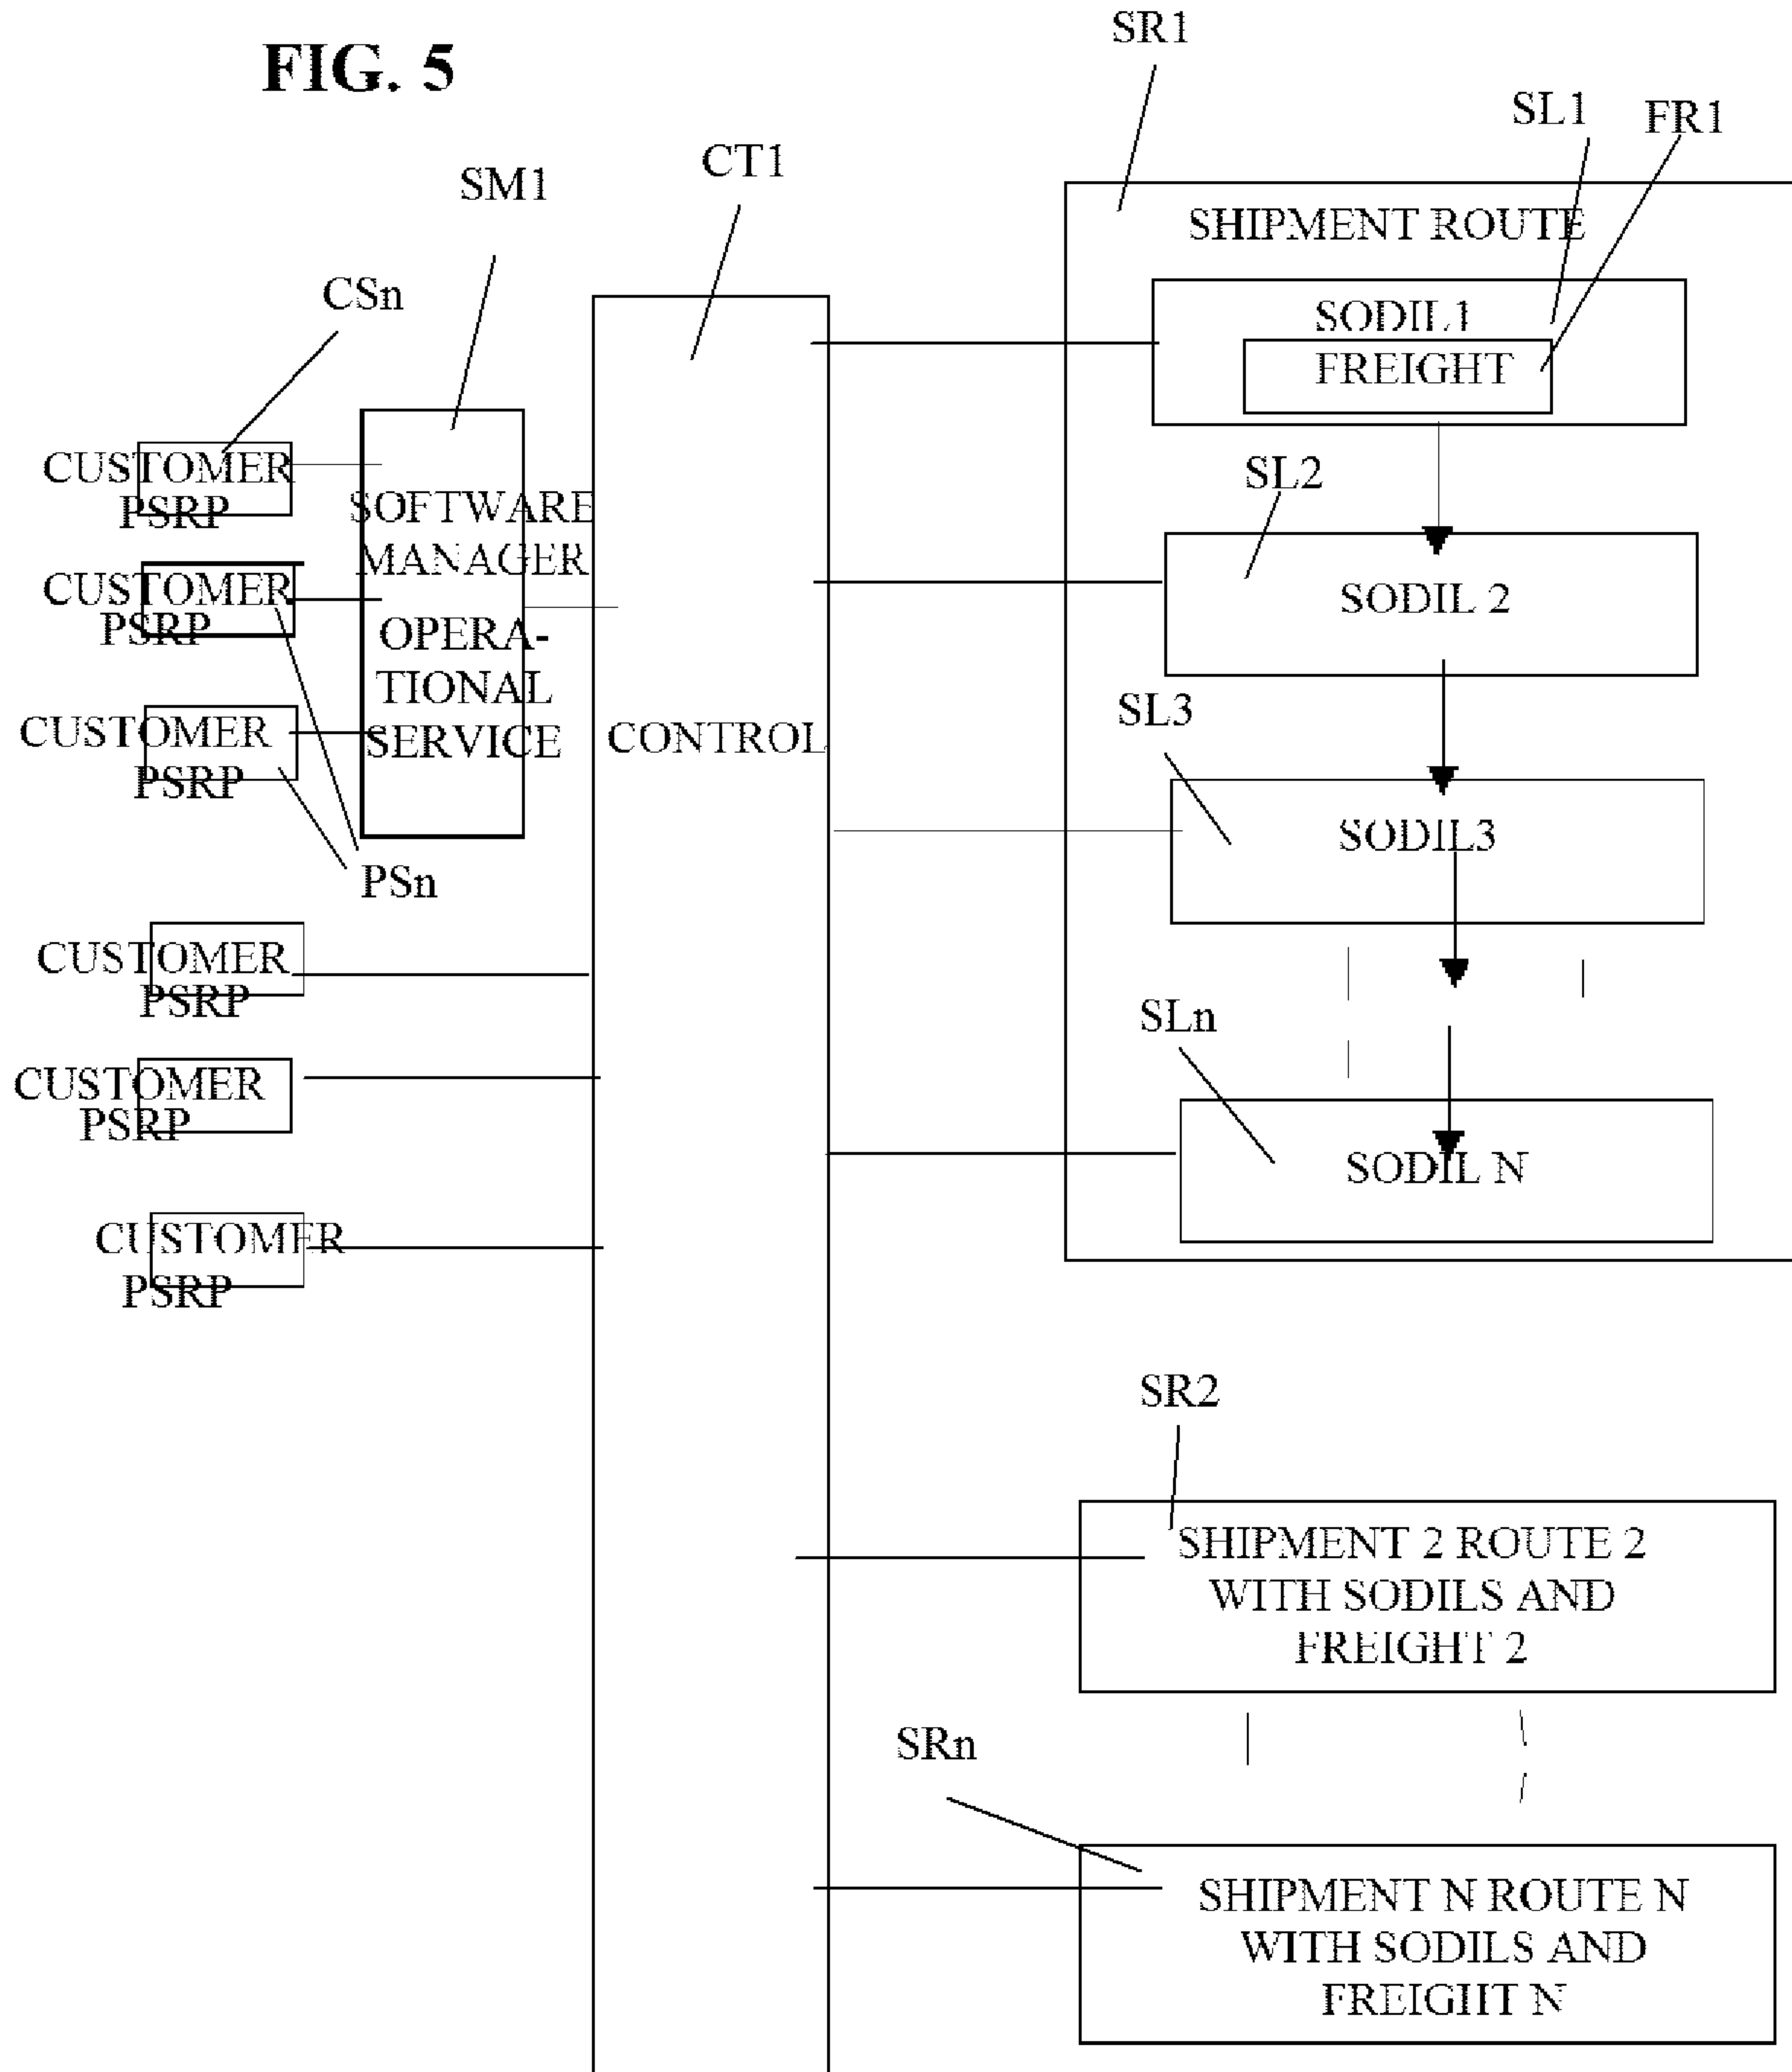 FIG. 5
SR1
SL1
FR1
CT1
SM1
CSn
SHIPMENT ROUTE
SODIL1
FREIGHT
CUSTOMER
PSRP
CUSTOMER
PSRP
CUSTOMER
PSRP
SOFTWARE
MANAGER
OPERA-
TIONAL
SERVICE
PSn
CUSTOMER
PSRP
CUSTOMER
PSRP
CUSTOMER
PSRP
CONTROL
SL2
SODIL 2
SL3
SODIL3
SLn
SODIL N
SR2
SHIPMENT 2 ROUTE 2
WITH SODILS AND
FREIGHT 2
SRn
SHIPMENT N ROUTE N
WITH SODILS AND
FREIGHT N